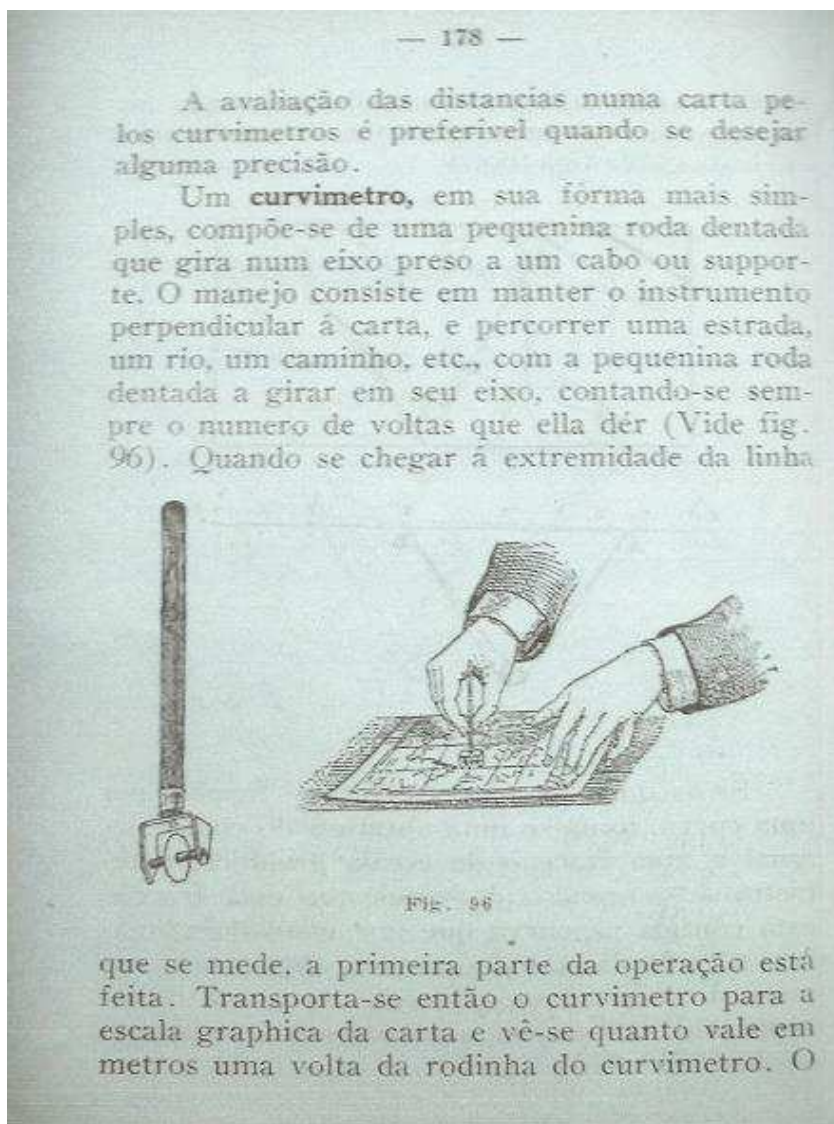 — 178 —
A avaliação das distancias numa carta pe-
los curvimetros é preferivel quando se desejar
alguma precisão.
Um curvimetro, em sua fórma mais sim-
ples, compõe-se de uma pequenina roda dentada
que gira num eixo preso a um cabo ou suppor-
te. O manejo consiste em manter o instrumento
perpendicular á carta, e percorrer uma estrada,
um rio, um caminho, etc., com a pequenina roda
dentada a girar em seu eixo, contando-se sem-
pre o numero de voltas que ella dér (Vide fig.
96). Quando se chegar á extremidade da linha
Fig. 96
que se mede, a primeira parte da operação está
feita. Transporta-se então o curvimetro para a
escala graphica da carta e vê-se quanto vale em
metros uma volta da rodinha do curvimetro. O